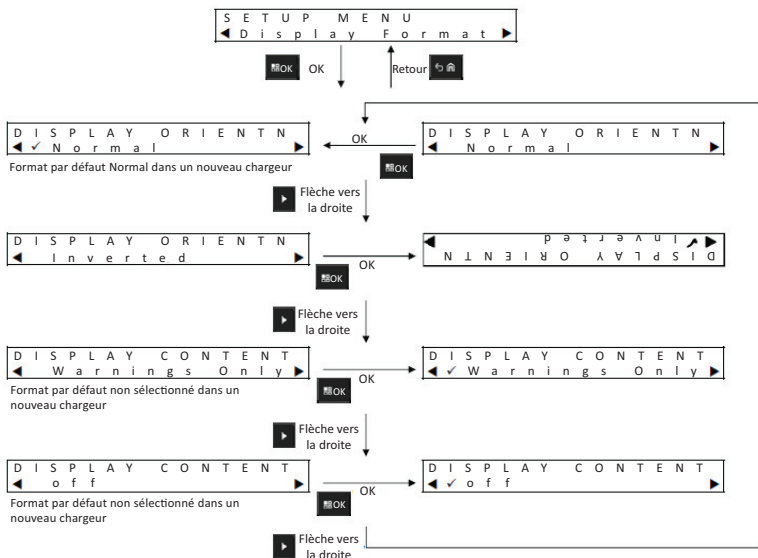 SETUP MENU
◀Display Format▶
OK
OK
Retour
DISPLAY ORIENTN
◀✓Normal▶
Format par défaut Normal dans un nouveau chargeur
OK
OK
DISPLAY ORIENTN
◀ Normal▶
Flèche vers
la droite
DISPLAY ORIENTN
◀ Inverted▶
OK
OK
DISPLAY ORIENTN
◀✓Inverted▶
Flèche vers
la droite
DISPLAY CONTENT
◀ Warnings Only▶
Format par défaut non sélectionné dans un
nouveau chargeur
OK
OK
DISPLAY CONTENT
◀✓Warnings Only▶
Flèche vers
la droite
DISPLAY CONTENT
◀ off▶
Format par défaut non sélectionné dans un
nouveau chargeur
OK
OK
DISPLAY CONTENT
◀✓off▶
Flèche vers
la droite